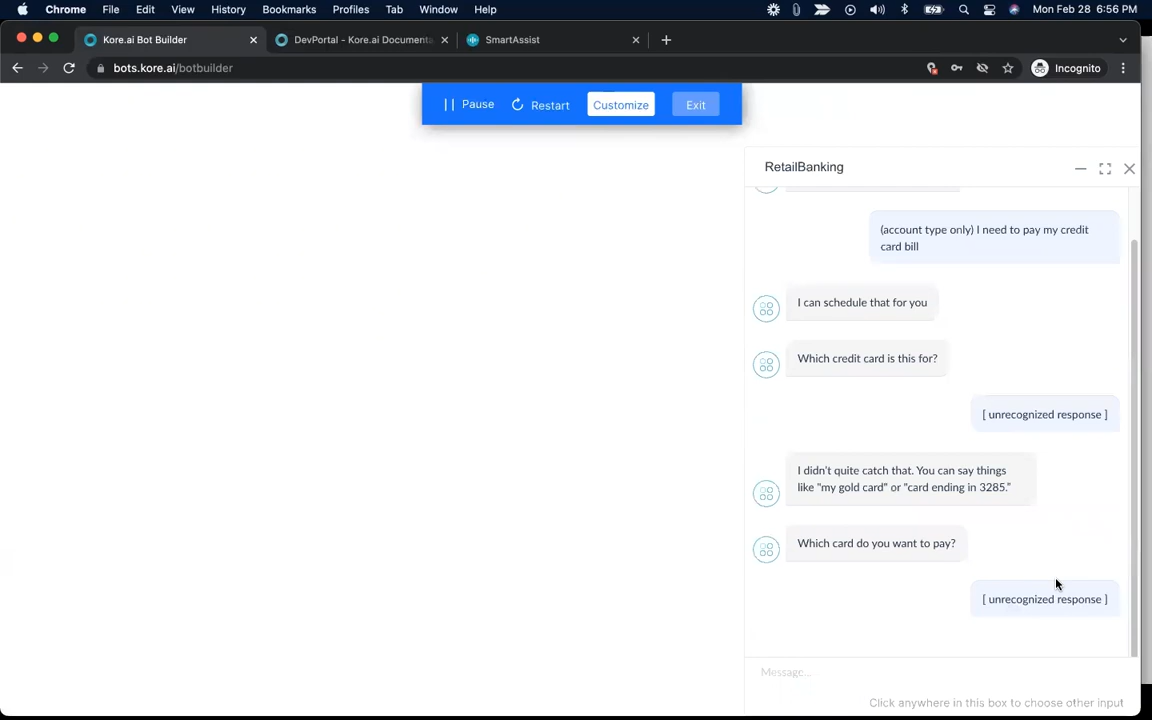 Chrome File Edit View History Bookmarks Profiles Tab Window Help Mon Feb 28 6:56 PM
Kore.ai Bot Builder DevPortal - Kore.ai Documenta SmartAssist
bots.kore.ai/botbuilder Incognito
Pause Restart Customize Exit
RetailBanking
(account type only) I need to pay my credit
card bill
I can schedule that for you
Which credit card is this for?
[ unrecognized response ]
I didn't quite catch that. You can say things
like "my gold card" or "card ending in 3285."
Which card do you want to pay?
[ unrecognized response ]
Message...
Click anywhere in this box to choose other input